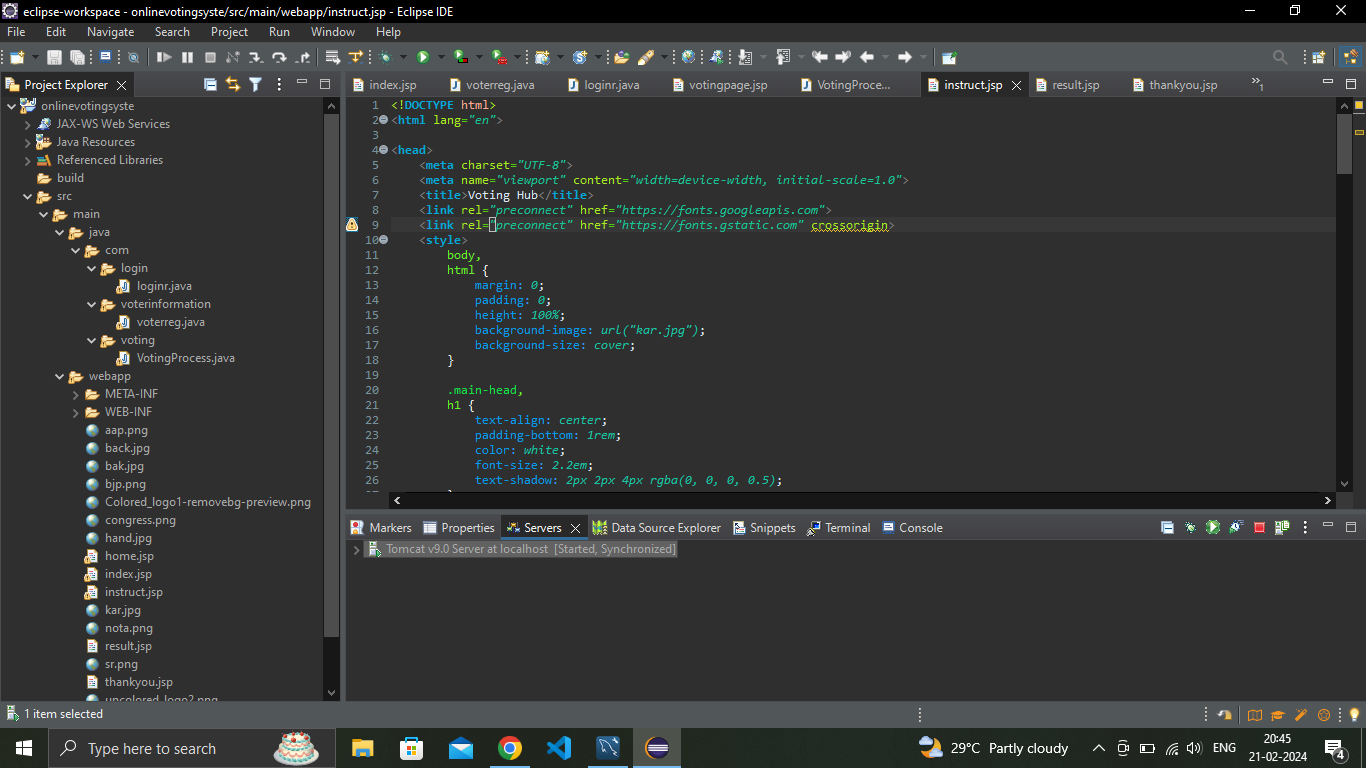 eclipse-workspace - onlinevotingsyste/src/main/webapp/instruct.jsp - Eclipse IDE
File Edit Navigate Search Project Run Window Help
Project Explorer
onlinevotingsyste
JAX-WS Web Services
Java Resources
Referenced Libraries
build
src
main
java
com
login
loginr.java
voterinformation
voterreg.java
voting
VotingProcess.java
webapp
META-INF
WEB-INF
aap.png
back.jpg
bak.jpg
bjp.png
Colored_logo1-removebg-preview.png
congress.png
hand.jpg
home.jsp
index.jsp
instruct.jsp
kar.jpg
nota.png
result.jsp
sr.png
thankyou.jsp
uncolored_logo2.png
index.jsp voterreg.java loginr.java votingpage.jsp VotingProce... instruct.jsp result.jsp thankyou.jsp »1
1 <!DOCTYPE html>
2 <html lang="en">
3
4 <head>
5 <meta charset="UTF-8">
6 <meta name="viewport" content="width=device-width, initial-scale=1.0">
7 <title>Voting Hub</title>
8 <link rel="preconnect" href="https://fonts.googleapis.com">
9 <link rel="preconnect" href="https://fonts.gstatic.com" crossorigin>
10 <style>
11 body,
12 html {
13 margin: 0;
14 padding: 0;
15 height: 100%;
16 background-image: url("kar.jpg");
17 background-size: cover;
18 }
19
20 .main-head,
21 h1 {
22 text-align: center;
23 padding-bottom: 1rem;
24 color: white;
25 font-size: 2.2em;
26 text-shadow: 2px 2px 4px rgba(0, 0, 0, 0.5);
Markers Properties Servers Data Source Explorer Snippets Terminal Console
Tomcat v9.0 Server at localhost [Started, Synchronized]
1 item selected
Type here to search
29°C Partly cloudy
ENG
20:45
21-02-2024
4